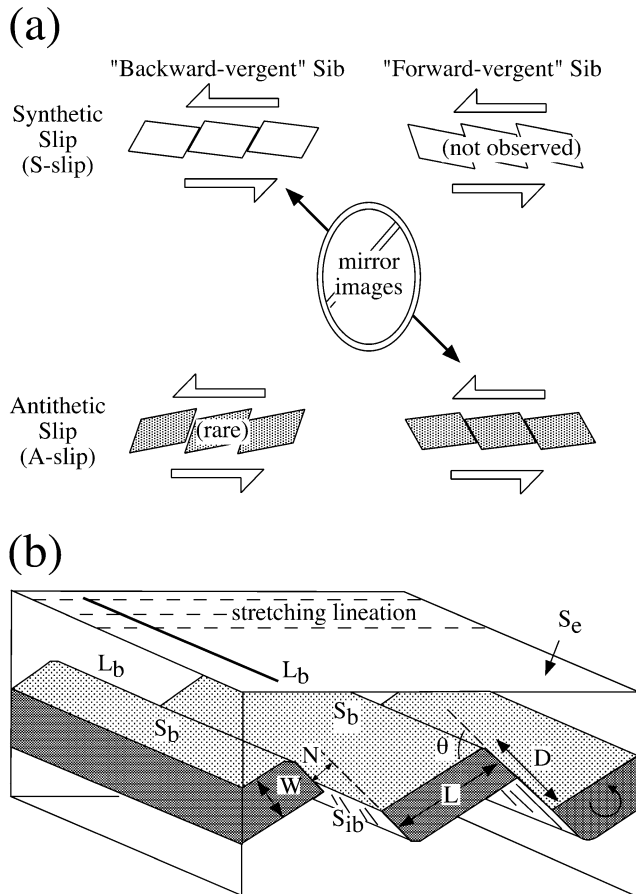 (a)
"Backward-vergent" Sib
"Forward-vergent" Sib
Synthetic
Slip
(S-slip)
(not observed)
mirror
images
Antithetic
Slip
(A-slip)
(rare)
(b)
stretching lineation
Se
Lb
Lb
Sb
Sb
N
θ
D
W
L
Sib